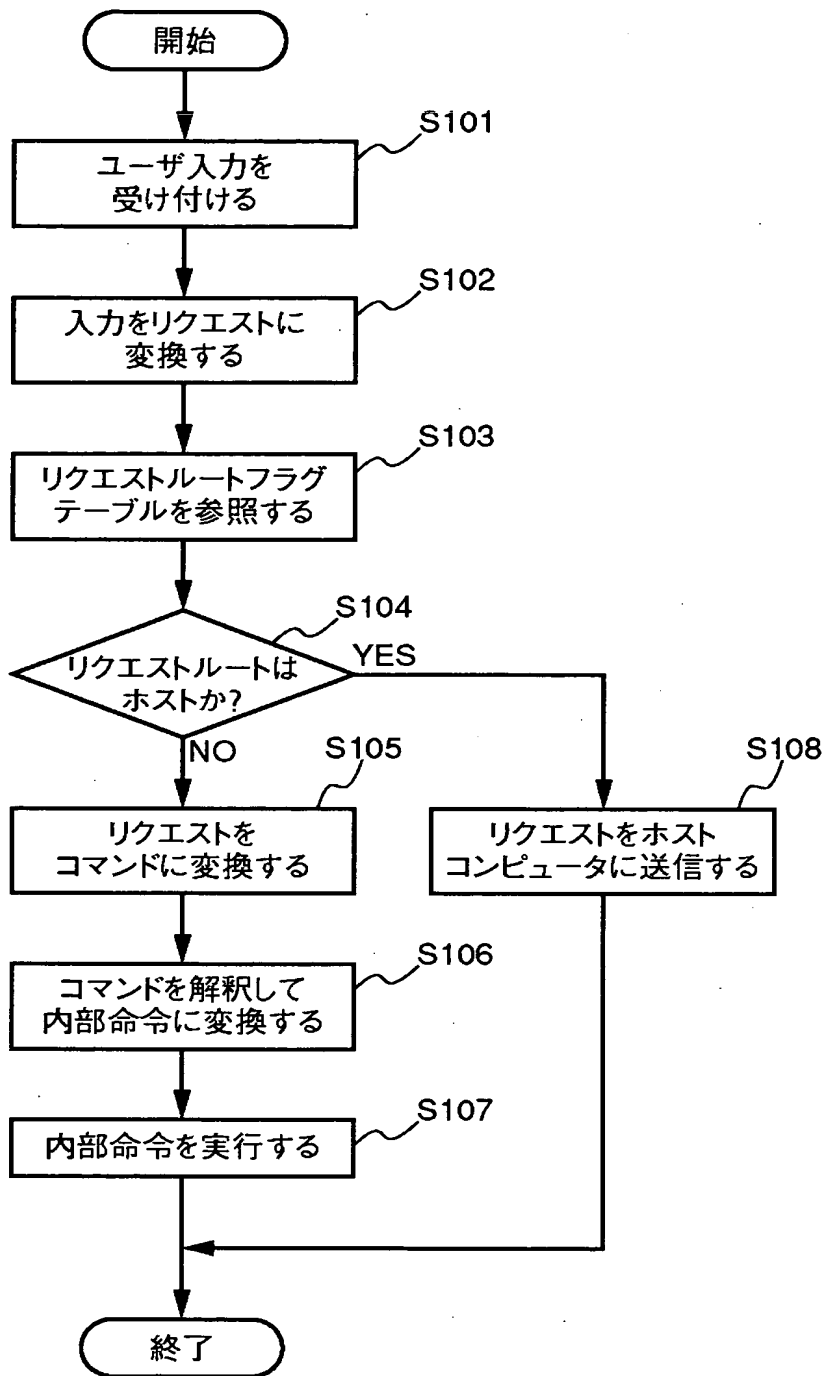 開始
S101
ユーザ入力を
受け付ける
S102
入力をリクエストに
変換する
S103
リクエストルートフラグ
テーブルを参照する
S104
リクエストルートは
ホストか?
YES
NO
S105
リクエストを
コマンドに変換する
S108
リクエストをホスト
コンピュータに送信する
S106
コマンドを解釈して
内部命令に変換する
S107
内部命令を実行する
終了